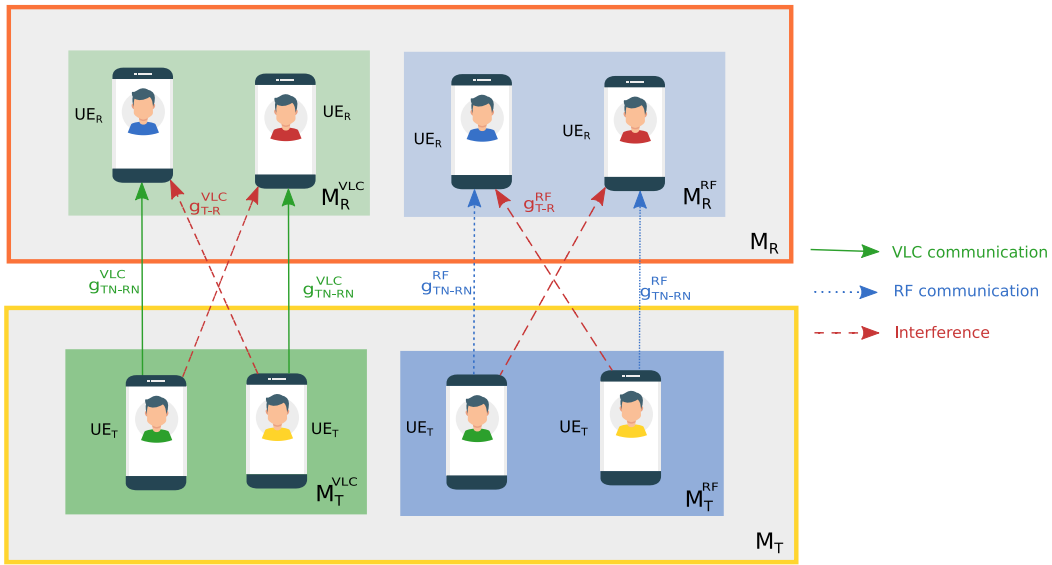 UE_R
UE_R
g_T-R^VLC
M_R^VLC
UE_R
UE_R
g_T-R^RF
M_R^RF
M_R
g_TN-RN^VLC
g_TN-RN^VLC
g_TN-RN^RF
g_TN-RN^RF
VLC communication
RF communication
Interference
UE_T
UE_T
M_T^VLC
UE_T
UE_T
M_T^RF
M_T